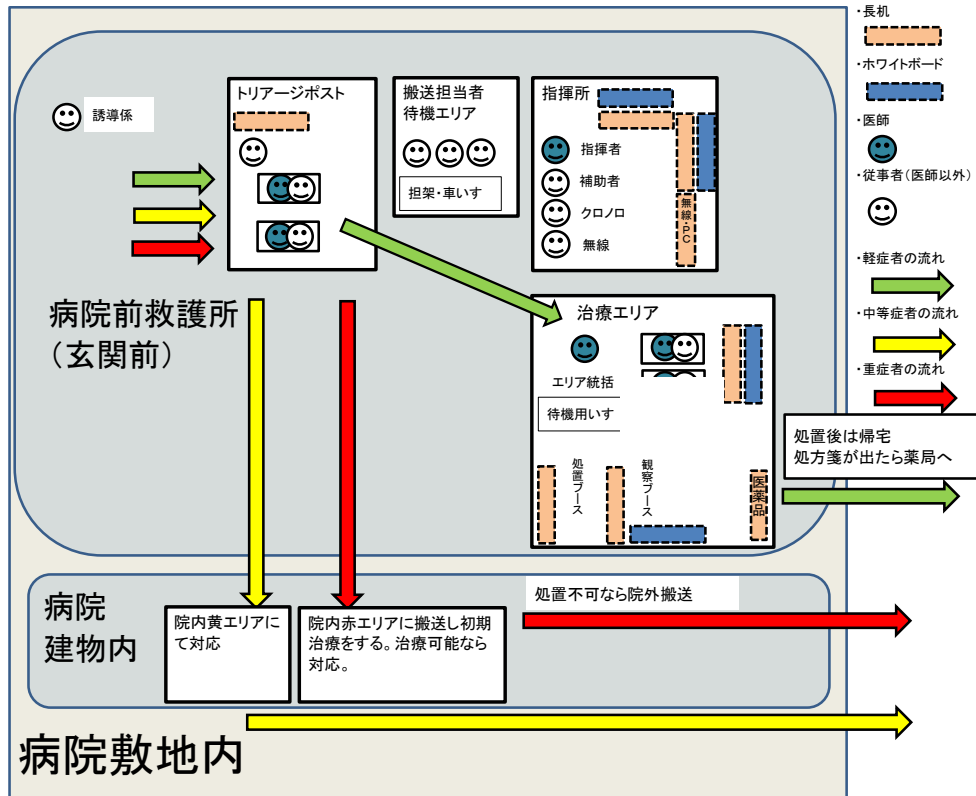 誘導係
トリアージポスト
搬送担当者
待機エリア
担架・車いす
指揮所
指揮者
補助者
クロノロ
無線
無線・PC
病院前救護所
（玄関前）
治療エリア
エリア統括
待機用いす
処置ブース
観察ブース
医薬品
処置後は帰宅
処方箋が出たら薬局へ
病院
建物内
院内黄エリアに
て対応
院内赤エリアに搬送し初期
治療をする。治療可能なら
対応。
処置不可なら院外搬送
病院敷地内
・長机
・ホワイトボード
・医師
・従事者（医師以外）
・軽症者の流れ
・中等症者の流れ
・重症者の流れ